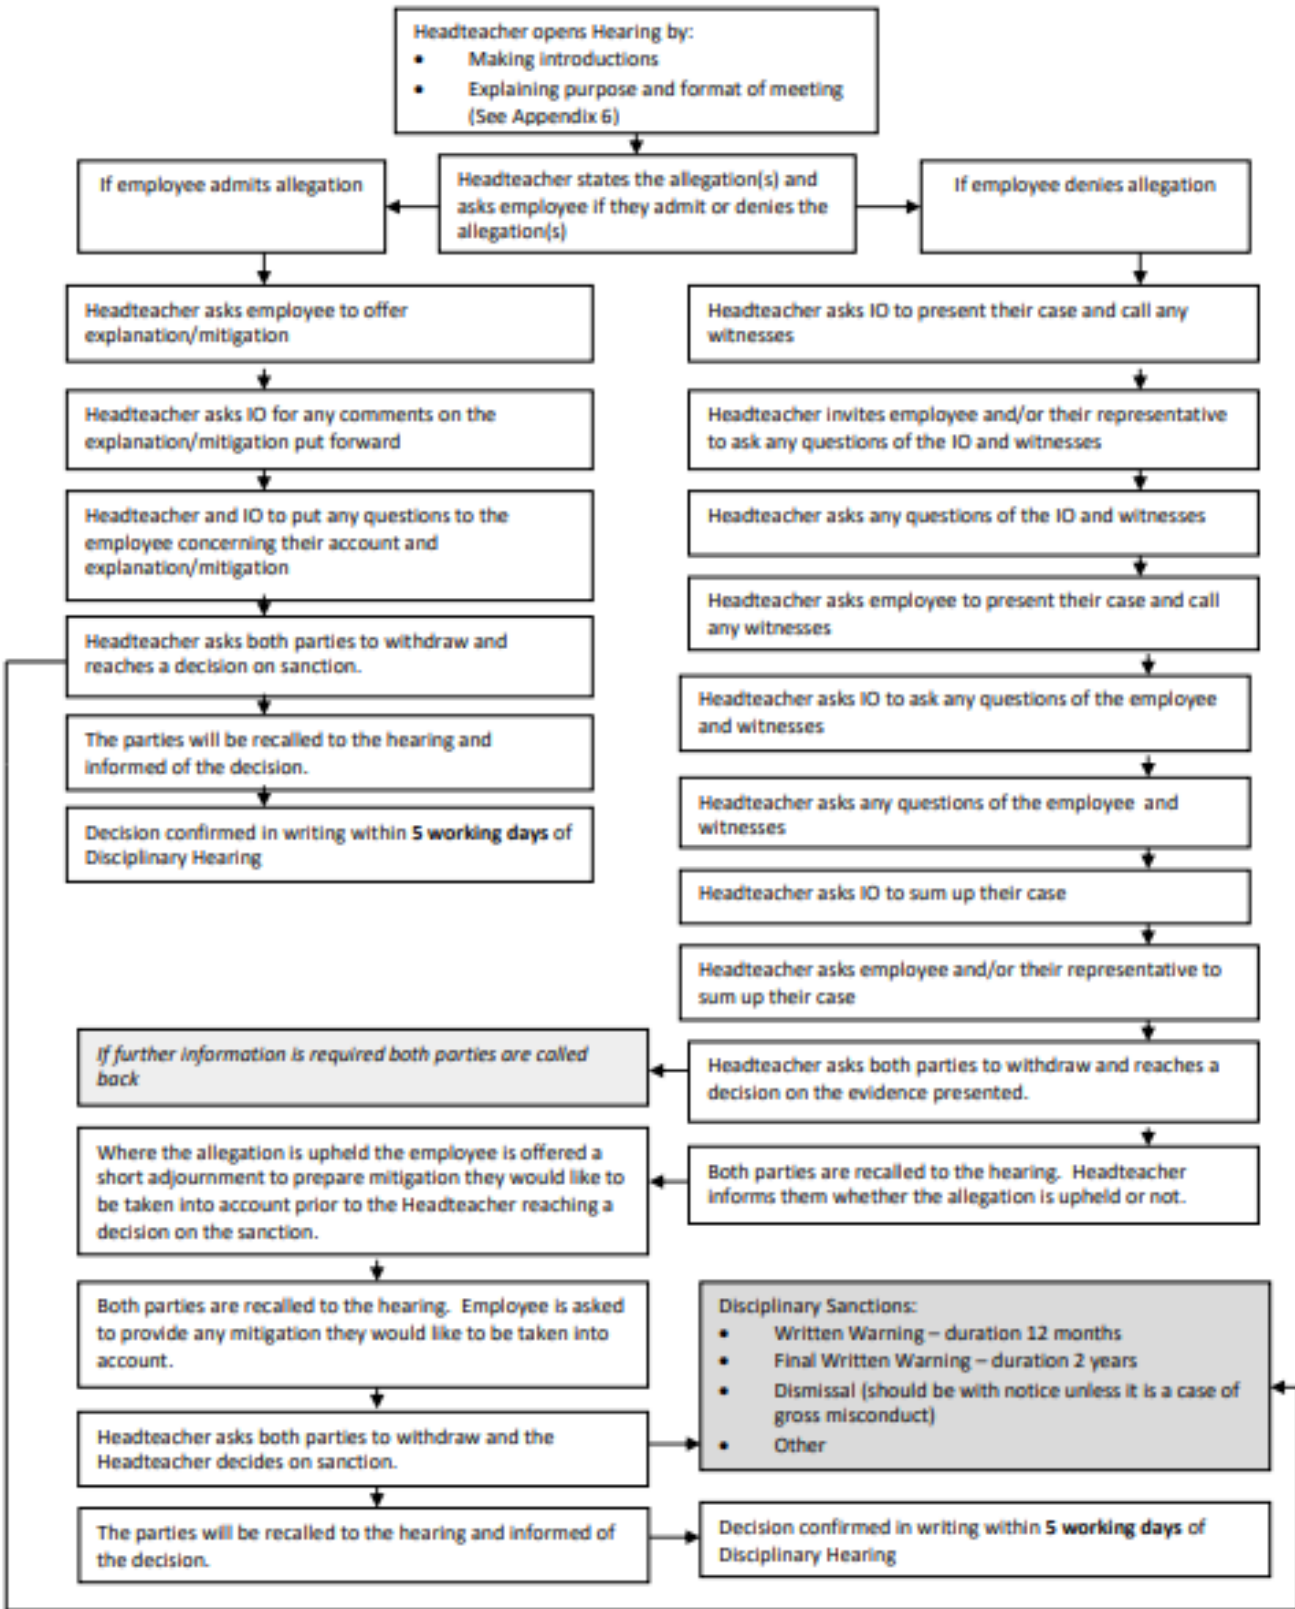 Headteacher opens Hearing by:
• Making introductions
• Explaining purpose and format of meeting
(See Appendix 6)
If employee admits allegation
Headteacher states the allegation(s) and
asks employee if they admit or denies the
allegation(s)
If employee denies allegation
Headteacher asks employee to offer
explanation/mitigation
Headteacher asks IO for any comments on the
explanation/mitigation put forward
Headteacher and IO to put any questions to the
employee concerning their account and
explanation/mitigation
Headteacher asks both parties to withdraw and
reaches a decision on sanction.
The parties will be recalled to the hearing and
informed of the decision.
Decision confirmed in writing within 5 working days of
Disciplinary Hearing
Headteacher asks IO to present their case and call any
witnesses
Headteacher invites employee and/or their representative
to ask any questions of the IO and witnesses
Headteacher asks any questions of the IO and witnesses
Headteacher asks employee to present their case and call
any witnesses
Headteacher asks IO to ask any questions of the employee
and witnesses
Headteacher asks any questions of the employee and
witnesses
Headteacher asks IO to sum up their case
Headteacher asks employee and/or their representative to
sum up their case
Headteacher asks both parties to withdraw and reaches a
decision on the evidence presented.
If further information is required both parties are called
back
Both parties are recalled to the hearing. Headteacher
informs them whether the allegation is upheld or not.
Where the allegation is upheld the employee is offered a
short adjournment to prepare mitigation they would like to
be taken into account prior to the Headteacher reaching a
decision on the sanction.
Both parties are recalled to the hearing. Employee is asked
to provide any mitigation they would like to be taken into
account.
Headteacher asks both parties to withdraw and the
Headteacher decides on sanction.
Disciplinary Sanctions:
• Written Warning – duration 12 months
• Final Written Warning – duration 2 years
• Dismissal (should be with notice unless it is a case of
gross misconduct)
• Other
The parties will be recalled to the hearing and informed of
the decision.
Decision confirmed in writing within 5 working days of
Disciplinary Hearing